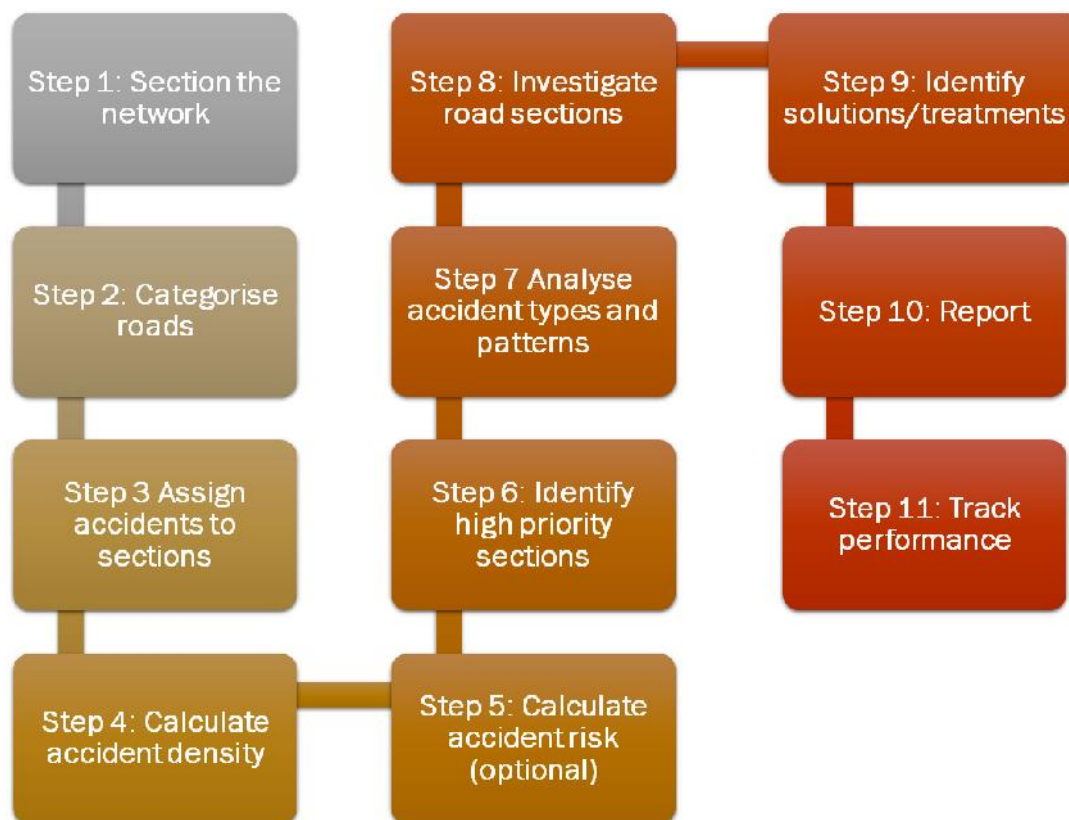 Step 1: Section the
network
Step 2: Categorise
roads
Step 3 Assign
accidents to
sections
Step 4: Calculate
accident density
Step 5: Calculate
accident risk
(optional)
Step 6: Identify
high priority
sections
Step 7 Analyse
accident types and
patterns
Step 8: Investigate
road sections
Step 9: Identify
solutions/treatments
Step 10: Report
Step 11: Track
performance